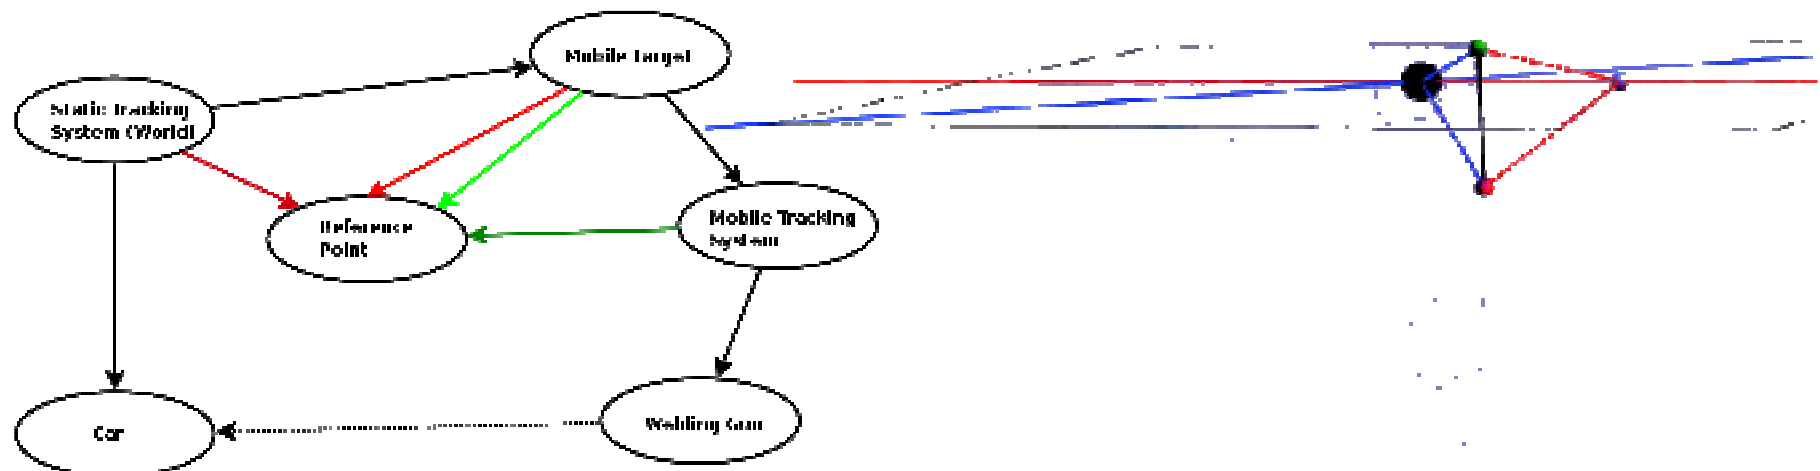 Mobile Target
Static Tracking
System (World)
Mobile Tracking
System
Reference
Point
Car
Welding Gun